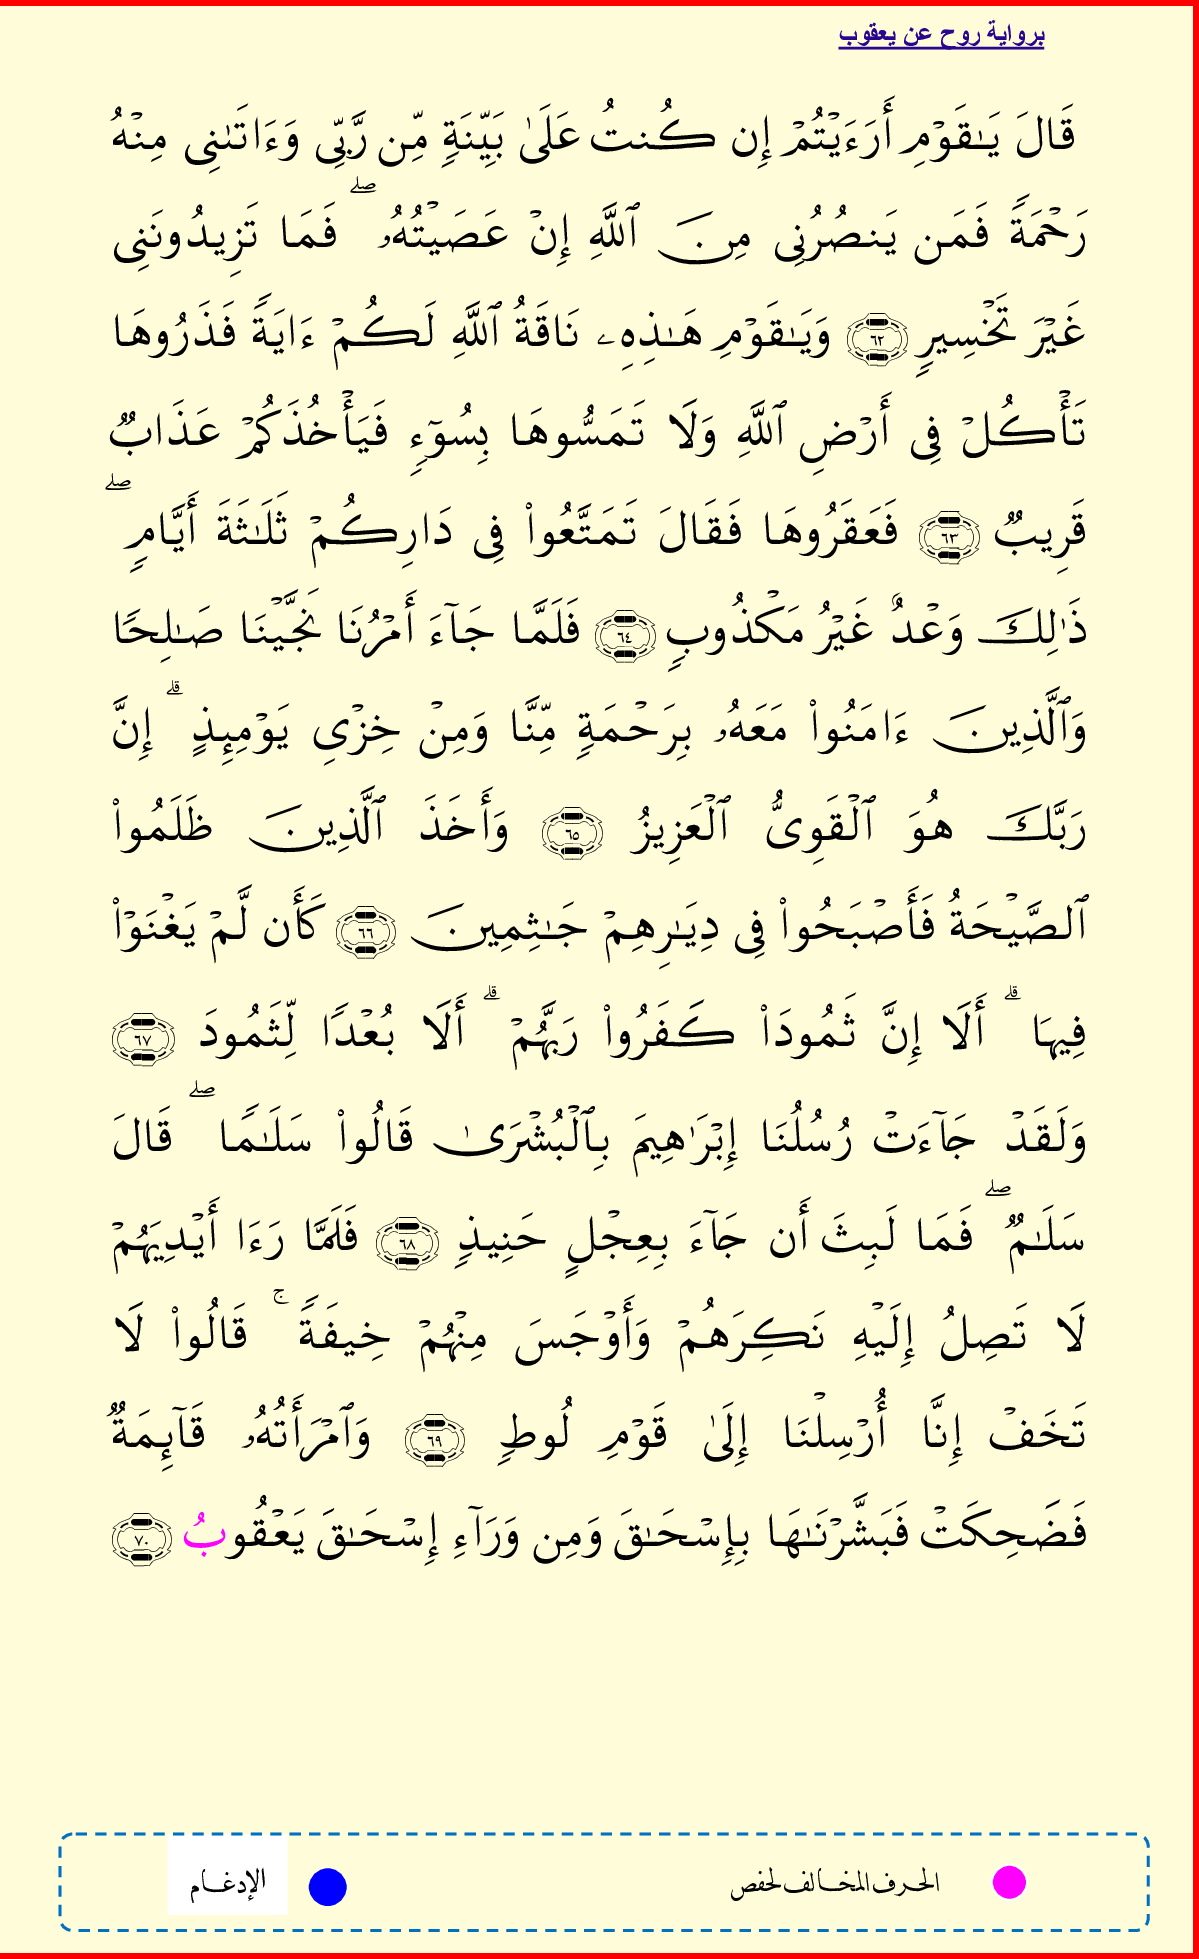 برواية روح عن يعقوب
قَالَ يَـٰقَوۡمِ أَرَءَيۡتُمۡ إِن كُنتُ عَلَىٰ بَيِّنَةٍ مِّن رَّبِّى وَءَاتَىٰنِى مِنۡهُ
رَحۡمَةً فَمَن يَنصُرُنِى مِنَ ٱللَّهِ إِنۡ عَصَيۡتُهُۥ ۖ فَمَا تَزِيدُونَنِى
غَيۡرَ تَخۡسِيرٍ ٦٢ وَيَـٰقَوۡمِ هَـٰذِهِۦ نَاقَةُ ٱللَّهِ لَكُمۡ ءَايَةً فَذَرُوهَا
تَأۡكُلۡ فِى أَرۡضِ ٱللَّهِ وَلَا تَمَسُّوهَا بِسُوٓءٍ فَيَأۡخُذَكُمۡ عَذَابٌ
قَرِيبٌ ٦٣ فَعَقَرُوهَا فَقَالَ تَمَتَّعُواْ فِى دَارِكُمۡ ثَلَـٰثَةَ أَيَّامٍ ۖ
ذَٰلِكَ وَعۡدٌ غَيۡرُ مَكۡذُوبٍ ٦٤ فَلَمَّا جَآءَ أَمۡرُنَا نَجَّيۡنَا صَـٰلِحًا
وَٱلَّذِينَ ءَامَنُواْ مَعَهُۥ بِرَحۡمَةٍ مِّنَّا وَمِنۡ خِزۡىِ يَوۡمِئِذٍ ۗ إِنَّ
رَبَّكَ هُوَ ٱلۡقَوِىُّ ٱلۡعَزِيزُ ٦٥ وَأَخَذَ ٱلَّذِينَ ظَلَمُواْ
ٱلصَّيۡحَةُ فَأَصۡبَحُواْ فِى دِيَـٰرِهِمۡ جَـٰثِمِينَ ٦٦ كَأَن لَّمۡ يَغۡنَوۡاْ
فِيهَا ۗ أَلَا إِنَّ ثَمُودَاْ كَفَرُواْ رَبَّهُمۡ ۗ أَلَا بُعۡدًا لِّثَمُودَ ٦٧
وَلَقَدۡ جَآءَتۡ رُسُلُنَا إِبۡرَٰهِيمَ بِٱلۡبُشۡرَىٰ قَالُواْ سَلَـٰمًا ۖ قَالَ
سَلَـٰمٌ ۖ فَمَا لَبِثَ أَن جَآءَ بِعِجۡلٍ حَنِيذٍ ٦٨ فَلَمَّا رَءَا أَيۡدِيَهُمۡ
لَا تَصِلُ إِلَيۡهِ نَكِرَهُمۡ وَأَوۡجَسَ مِنۡهُمۡ خِيفَةً ۚ قَالُواْ لَا
تَخَفۡ إِنَّا أُرۡسِلۡنَا إِلَىٰ قَوۡمِ لُوطٍ ٦٩ وَٱمۡرَأَتُهُۥ قَآئِمَةٌ
فَضَحِكَتۡ فَبَشَّرۡنَـٰهَا بِإِسۡحَـٰقَ وَمِن وَرَآءِ إِسۡحَـٰقَ يَعۡقُوبُ ٧٠
الحرف المخالف لحفص
الإدغام